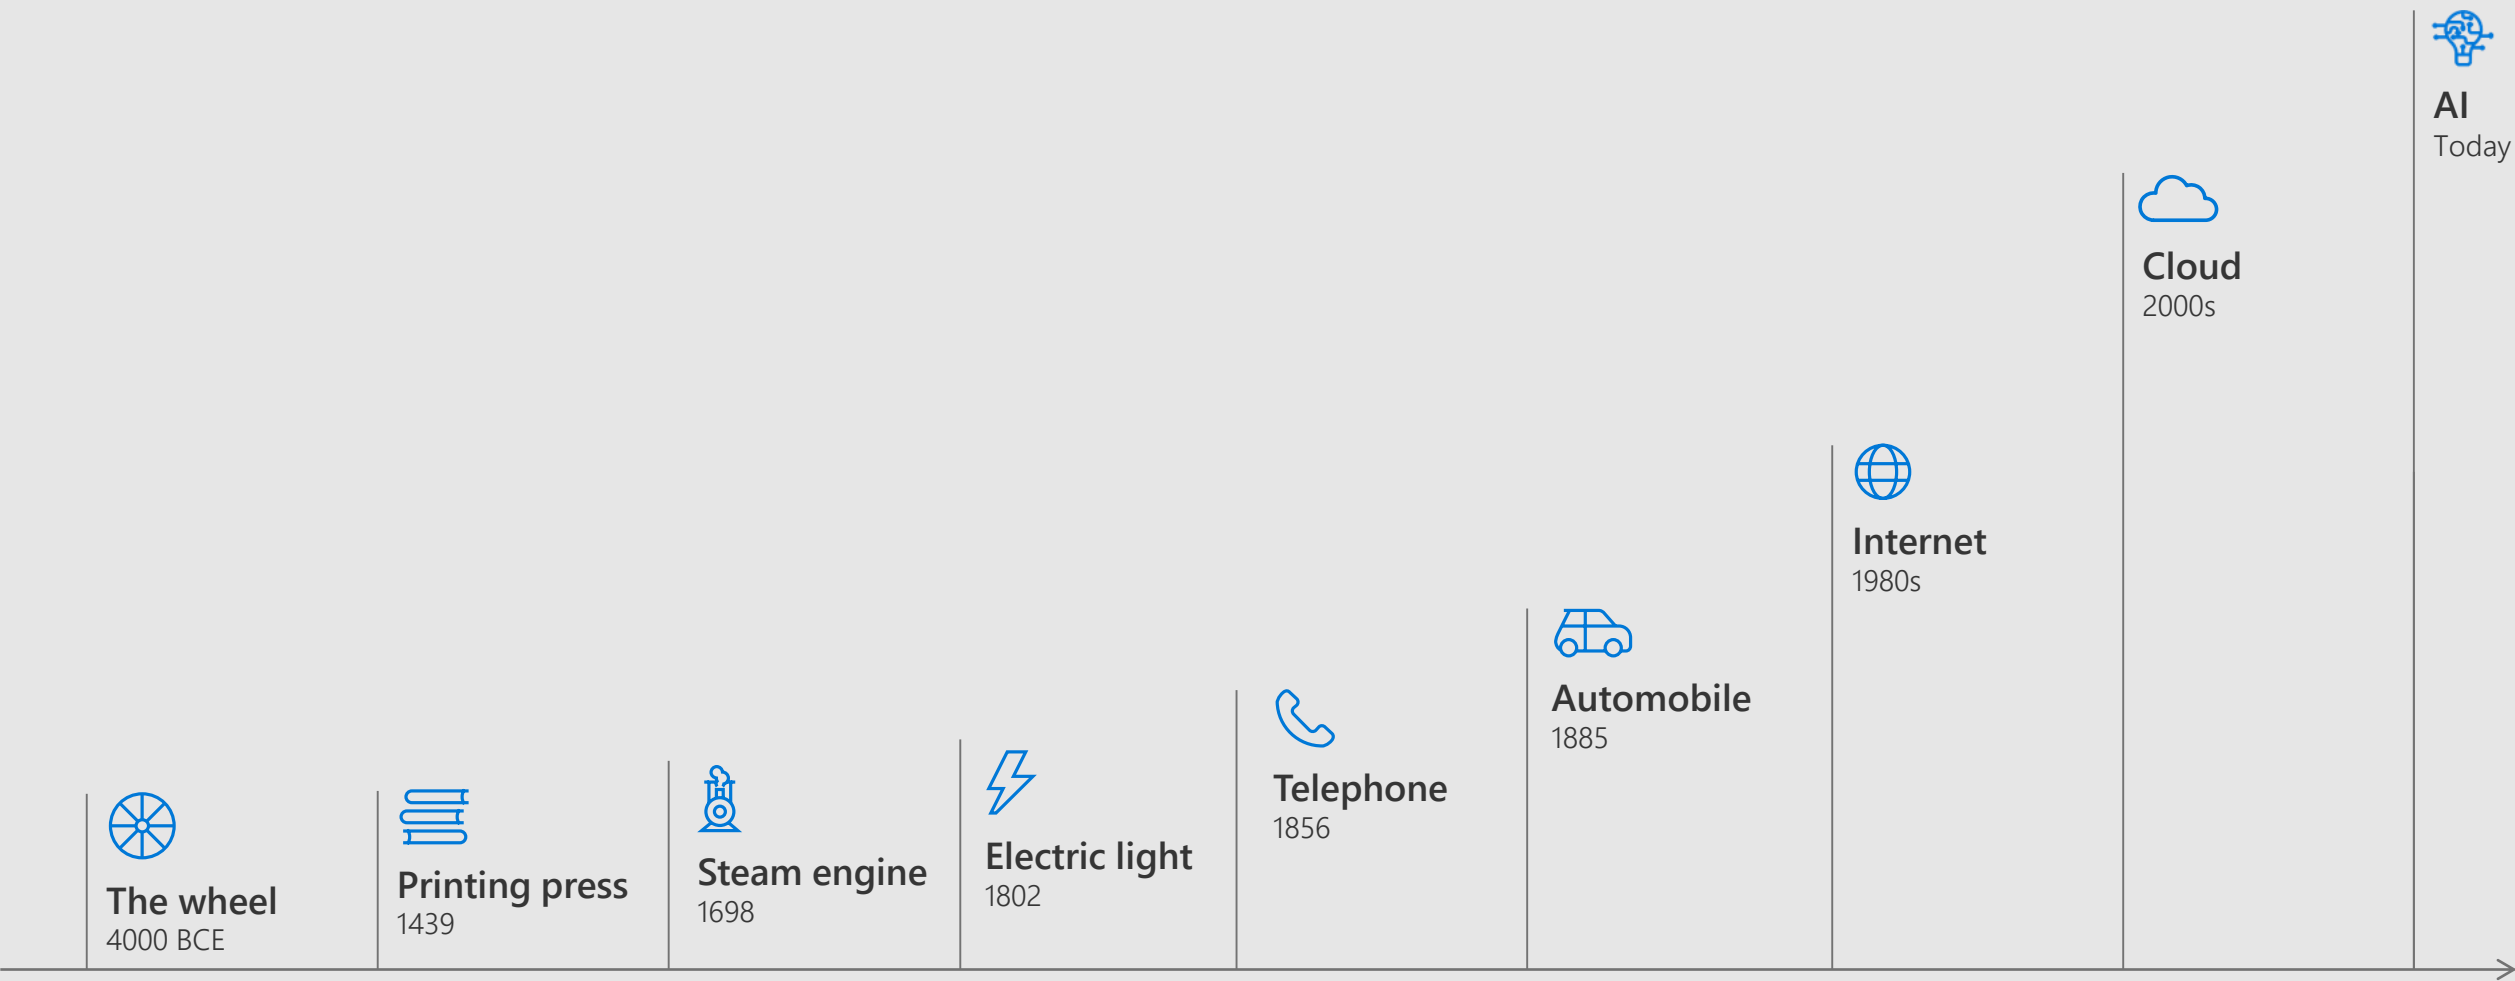 The wheel
4000 BCE
Printing press
1439
Steam engine
1698
Electric light
1802
Telephone
1856
Automobile
1885
Internet
1980s
Cloud
2000s
AI
Today